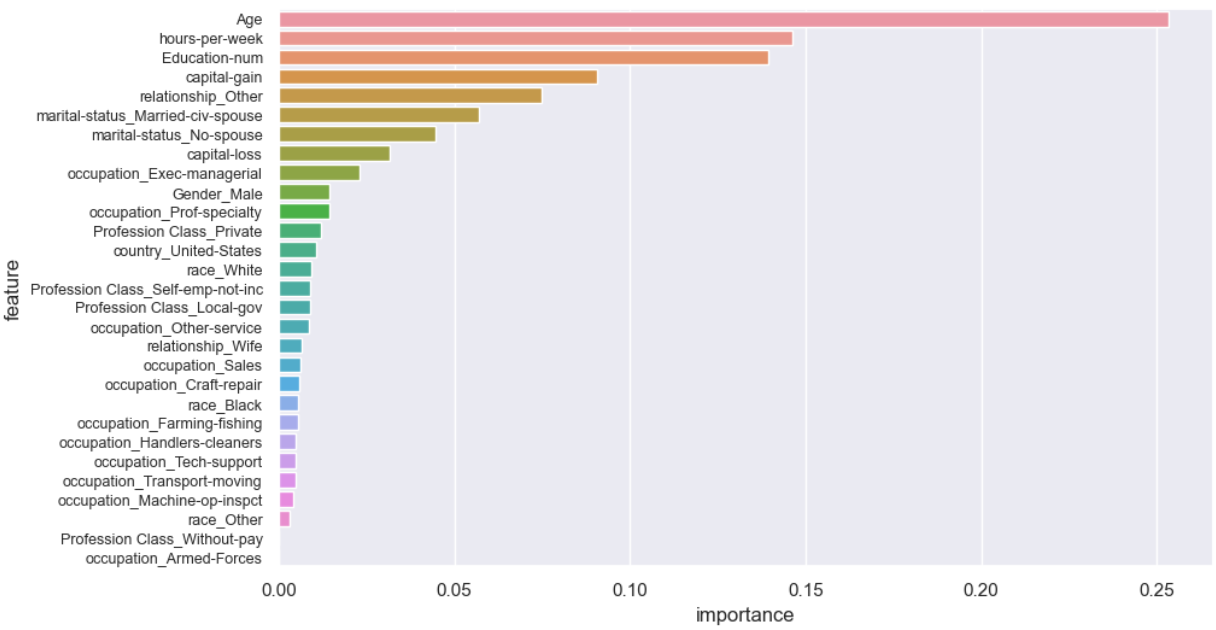 Age
hours-per-week
Education-num
capital-gain
relationship_Other
marital-status_Married-civ-spouse
marital-status_No-spouse
capital-loss
occupation_Exec-managerial
Gender_Male
occupation_Prof-specialty
Profession Class_Private
country_United-States
race_White
Profession Class_Self-emp-not-inc
Profession Class_Local-gov
occupation_Other-service
relationship_Wife
occupation_Sales
occupation_Craft-repair
race_Black
occupation_Farming-fishing
occupation_Handlers-cleaners
occupation_Tech-support
occupation_Transport-moving
occupation_Machine-op-inspct
race_Other
Profession Class_Without-pay
occupation_Armed-Forces
feature
0.00 0.05 0.10 0.15 0.20 0.25
importance